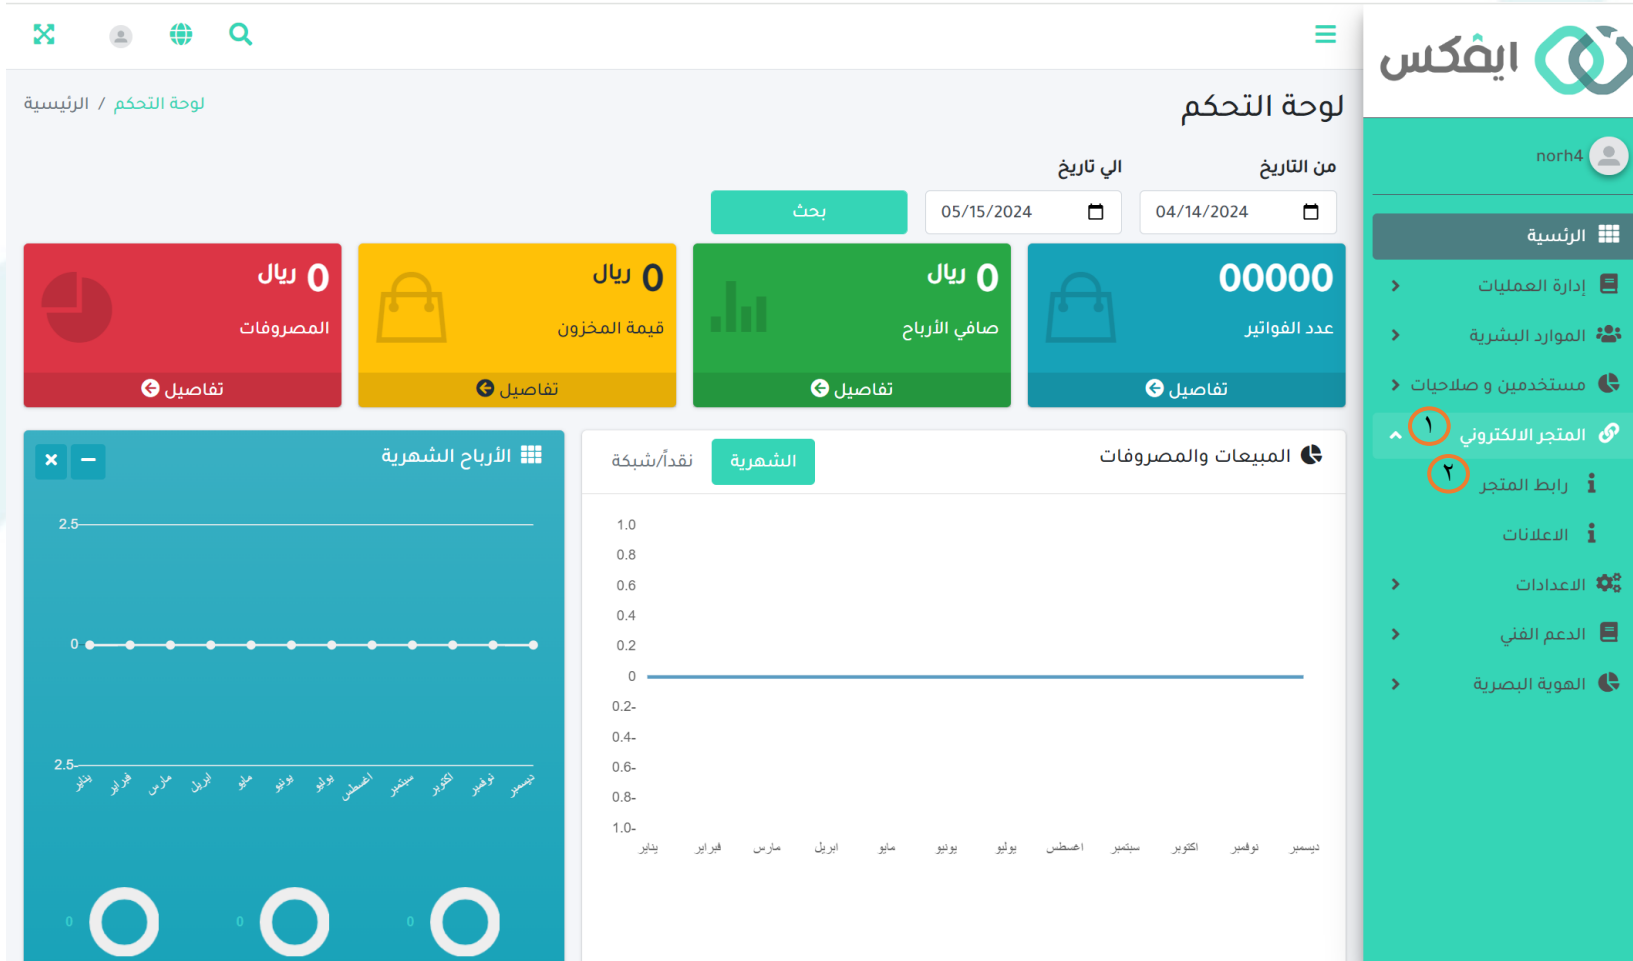 ايفكس
norh4
الرئسية
إدارة العمليات
الموارد البشرية
مستخدمين و صلاحيات
المتجر الالكتروني ١
رابط المتجر ٢
الاعلانات
الاعدادات
الدعم الفني
الهوية البصرية
لوحة التحكم
الرئيسية / لوحة التحكم
من التاريخ
الي تاريخ
04/14/2024
05/15/2024
بحث
00000
عدد الفواتير
تفاصيل
0 ريال
صافي الأرباح
تفاصيل
0 ريال
قيمة المخزون
تفاصيل
0 ريال
المصروفات
تفاصيل
المبيعات والمصروفات
الشهرية
نقداً/شبكة
1.0
0.8
0.6
0.4
0.2
0
0.2-
0.4-
0.6-
0.8-
1.0-
يناير فبراير مارس ابريل مايو يونيو يوليو اغسطس سبتمبر اكتوبر نوفمبر ديسمبر
الأرباح الشهرية
2.5
0
2.5-
يناير فبراير مارس ابريل مايو يونيو يوليو اغسطس سبتمبر اكتوبر نوفمبر ديسمبر
0
0
0